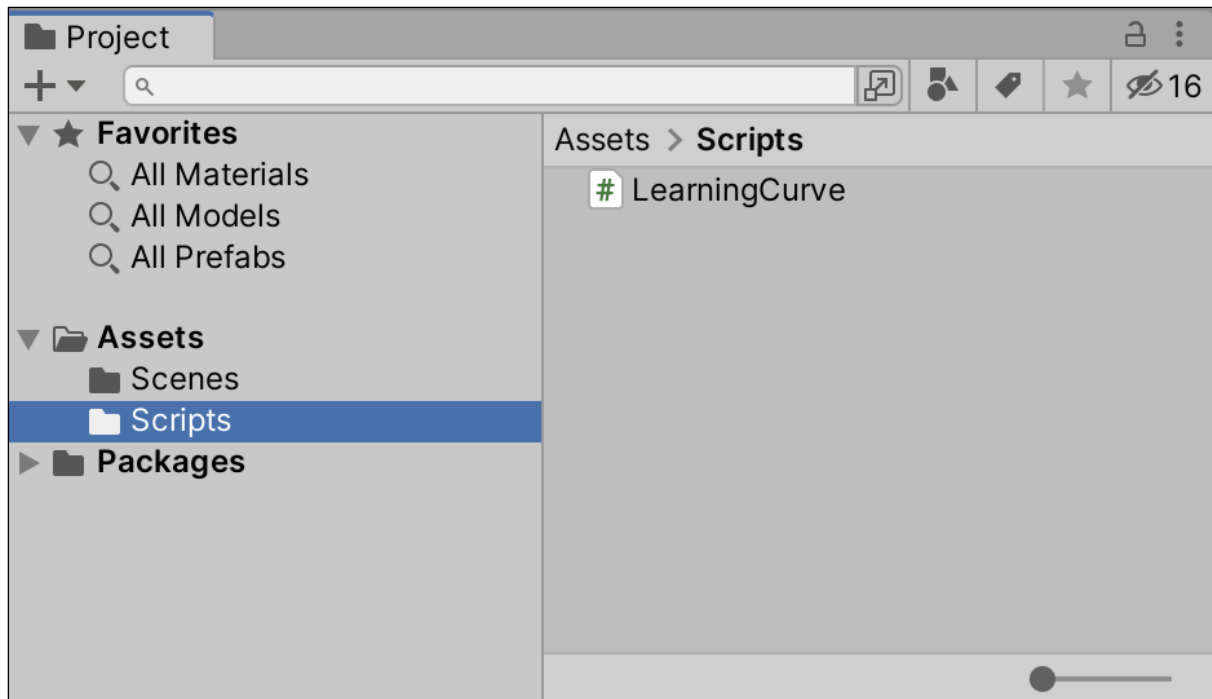 Project
16
Favorites
All Materials
All Models
All Prefabs
Assets
Scenes
Scripts
Packages
Assets > Scripts
# LearningCurve